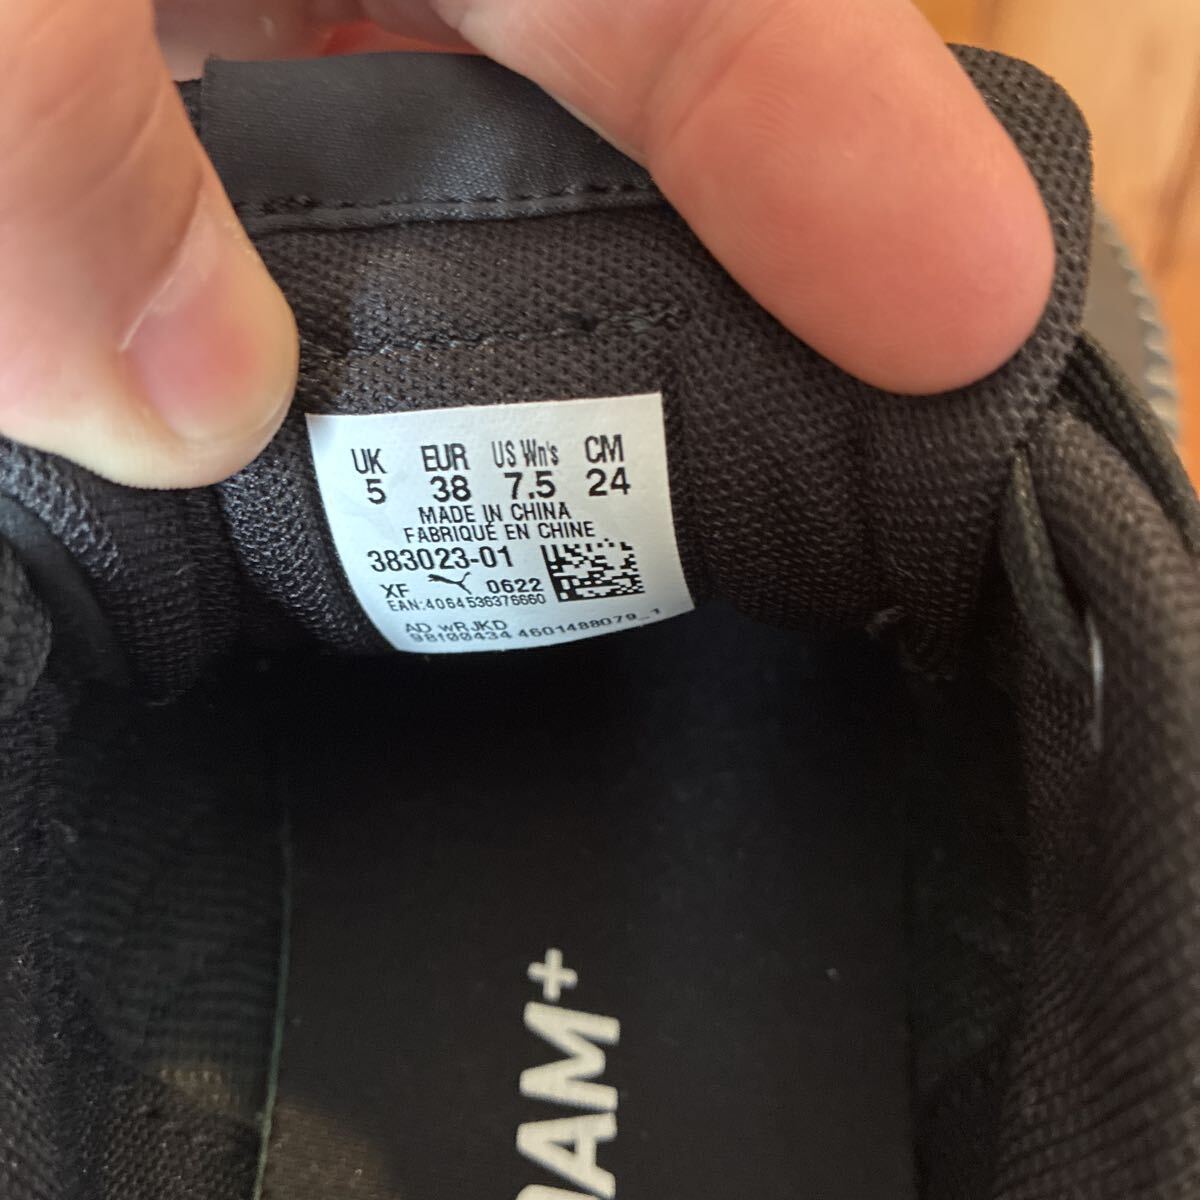 UK EUR US Wn's CM
5 38 7.5 24
MADE IN CHINA
FABRIQUÉ EN CHINE
383023-01
XF 0622
EAN:4064536376660
AD wRJKD
98100434 4601488079_1
OAM+